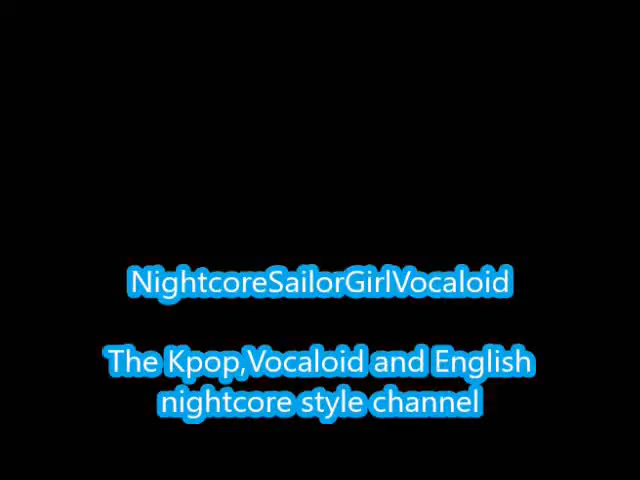 NightcoreSailorGirlVocaloid
The Kpop,Vocaloid and English
nightcore style channel